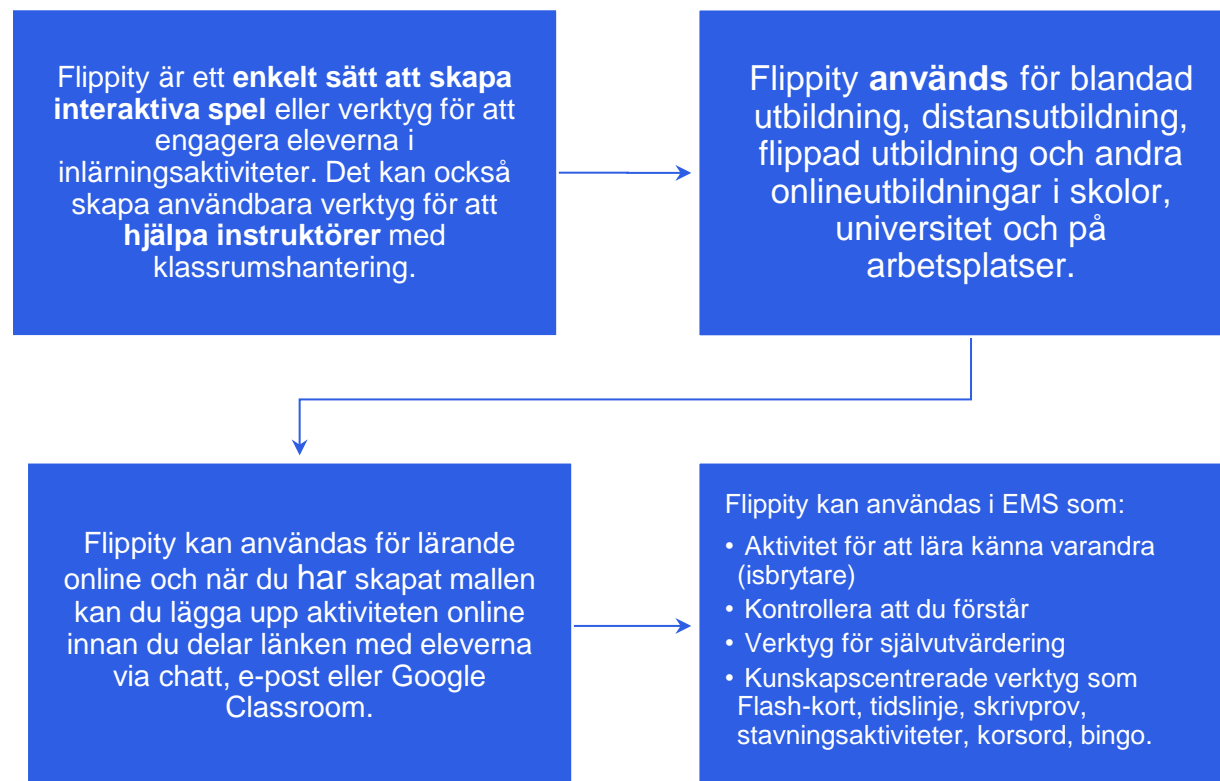 Flippity är ett enkelt sätt att skapa
interaktiva spel eller verktyg för att
engagera eleverna i
inlärningsaktiviteter. Det kan också
skapa användbara verktyg för att
hjälpa instruktörer med
klassrumshantering.
Flippity används för blandad
utbildning, distansutbildning,
flippad utbildning och andra
onlineutbildningar i skolor,
universitet och på
arbetsplatser.
Flippity kan användas för lärande
online och när du har skapat mallen
kan du lägga upp aktiviteten online
innan du delar länken med eleverna
via chatt, e-post eller Google
Classroom.
Flippity kan användas i EMS som:
• Aktivitet för att lära känna varandra
(isbrytare)
• Kontrollera att du förstår
• Verktyg för självutvärdering
• Kunskapscentrerade verktyg som
Flash-kort, tidslinje, skrivprov,
stavningsaktiviteter, korsord, bingo.